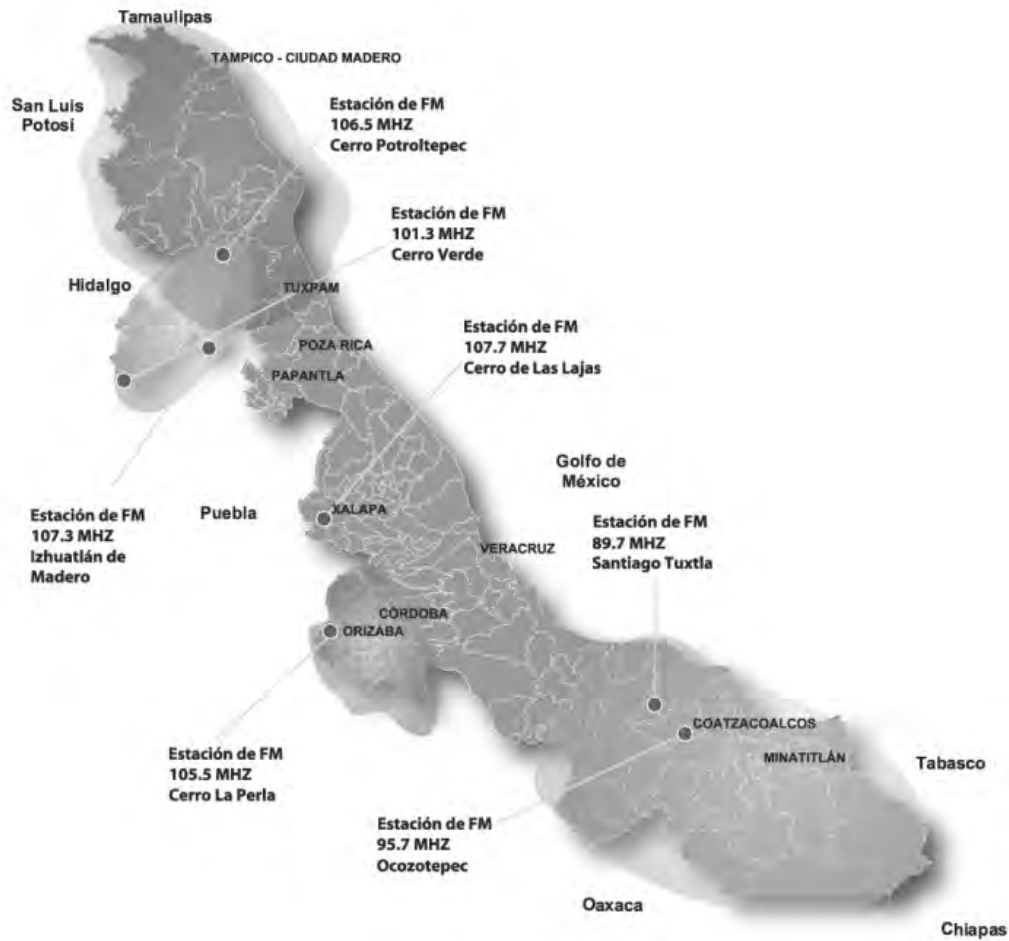 Tamaulipas
TAMPICO - CIUDAD MADERO
San Luis
Potosí
Estación de FM
106.5 MHZ
Cerro Potroltepec
Estación de FM
101.3 MHZ
Cerro Verde
Hidalgo
TUXPAM
Estación de FM
107.7 MHZ
Cerro de Las Lajas
POZA RICA
PAPANTLA
Golfo de
México
Estación de FM
107.3 MHZ
Izhuatlán de
Madero
Puebla
XALAPA
Estación de FM
89.7 MHZ
Santiago Tuxtla
VERACRUZ
CÓRDOBA
ORIZABA
COATZACOALCOS
MINATITLÁN
Tabasco
Estación de FM
105.5 MHZ
Cerro La Perla
Estación de FM
95.7 MHZ
Ocozotepec
Oaxaca
Chiapas